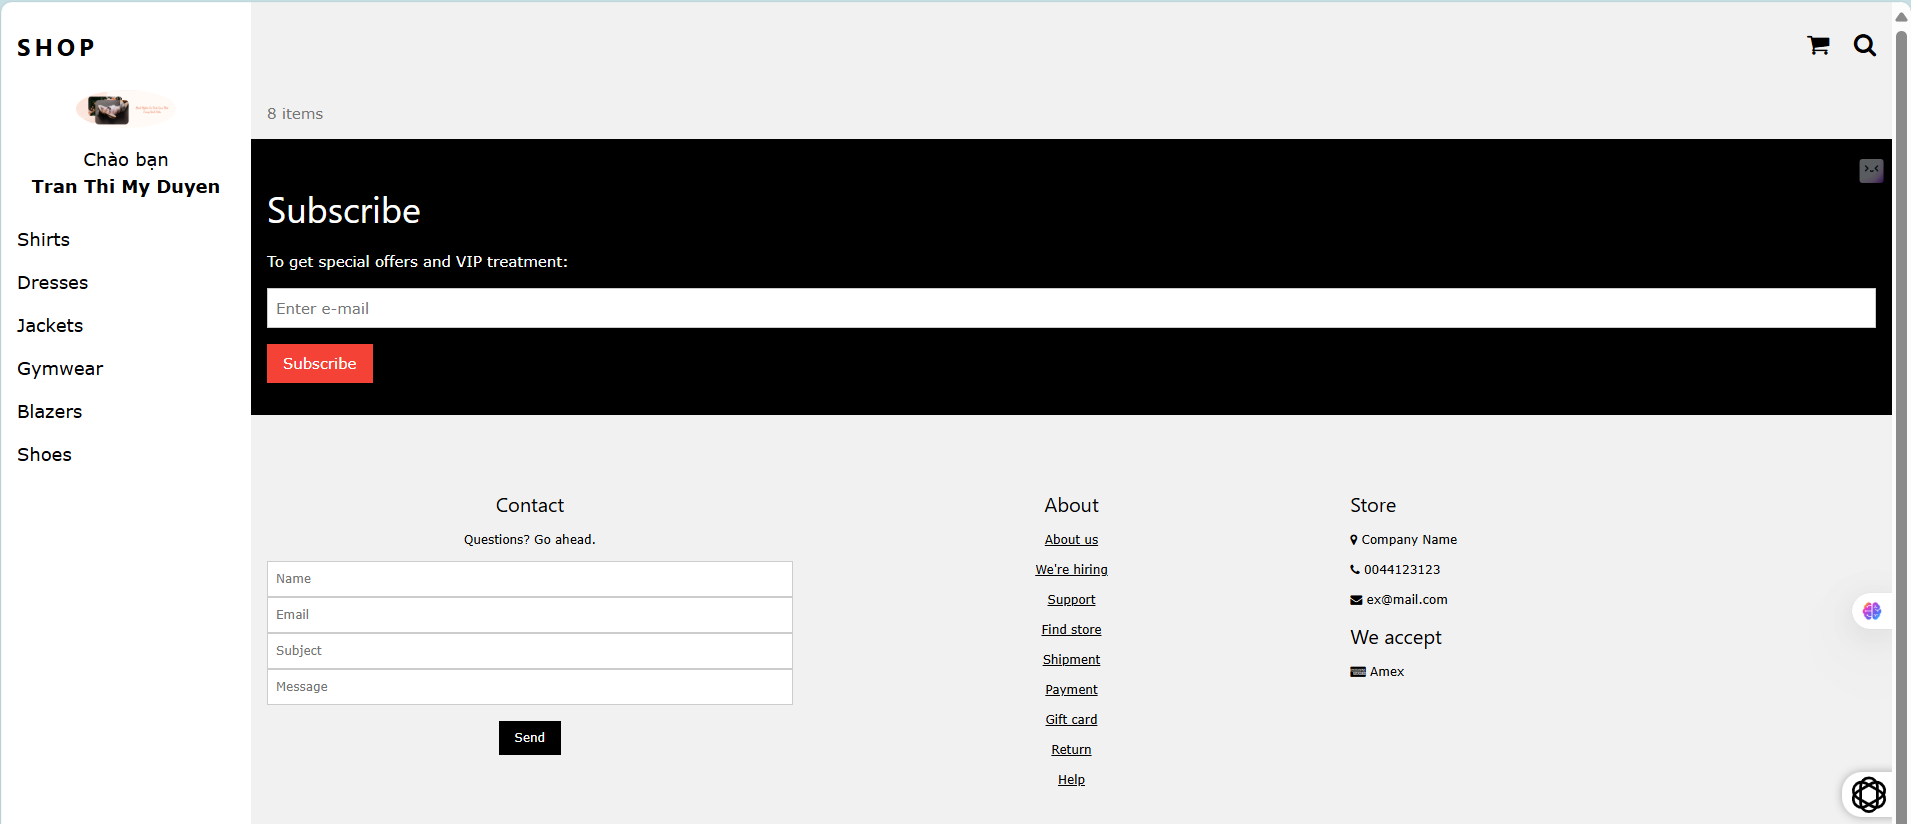 SHOP
Chào bạn
Tran Thi My Duyen
Shirts
Dresses
Jackets
Gymwear
Blazers
Shoes
8 items
Subscribe
To get special offers and VIP treatment:
Enter e-mail
Subscribe
Contact
Questions? Go ahead.
Name
Email
Subject
Message
Send
About
About us
We're hiring
Support
Find store
Shipment
Payment
Gift card
Return
Help
Store
Company Name
0044123123
ex@mail.com
We accept
Amex